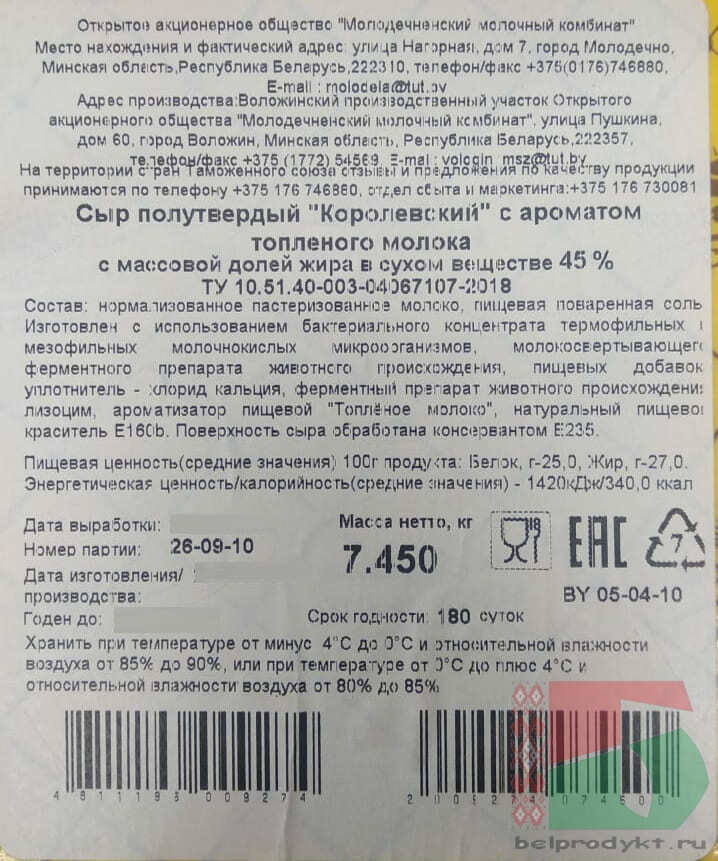 Открытое акционерное общество "Молодечненский молочный комбинат"
Место нахождения и фактический адрес: улица Нагорная, дом 7, город Молодечно,
Минская область,Республика Беларусь,222310, телефон/факс +375(0176)746880,
E-mail : molodela@tut.by
Адрес производства:Воложинский производственный участок Открытого
акционерного общества "Молодечненский молочный комбинат", улица Пушкина,
дом 60, город Воложин, Минская область, Республика Беларусь,222357,
телефон/факс +375 (1772) 54569, E-mail: vologin_msz@tut.by
На территории стран Таможенного союза отзывы и предложения по качеству продукции
принимаются по телефону +375 176 746880, отдел сбыта и маркетинга:+375 176 730081
Сыр полутвердый "Королевский" с ароматом
топленого молока
с массовой долей жира в сухом веществе 45 %
ТУ 10.51.40-003-04067107-2018
Состав: нормализованное пастеризованное молоко, пищевая поваренная соль
Изготовлен с использованием бактериального концентрата термофильных и
мезофильных молочнокислых микроорганизмов, молокосвертывающего
ферментного препарата животного происхождения, пищевых добавок
уплотнитель - хлорид кальция, ферментный препарат животного происхождения
лизоцим, ароматизатор пищевой "Топлёное молоко", натуральный пищевой
краситель E160b. Поверхность сыра обработана консервантом E235.
Пищевая ценность(средние значения) 100г продукта: Белок, г-25,0, Жир, г-27,0.
Энергетическая ценность/калорийность(средние значения) - 1420кДж/340,0 ккал
Дата выработки:
Масса нетто, кг
Номер партии: 26-09-10
7.450
EAC
7
Дата изготовления/
производства:
BY 05-04-10
Годен до:
Срок годности: 180 суток
Хранить при температуре от минус 4°C до 0°C и относительной влажности
воздуха от 85% до 90%, или при температуре от 0°C до плюс 4°C и
относительной влажности воздуха от 80% до 85%
4811193009274
2009274074500
belprodykt.ru